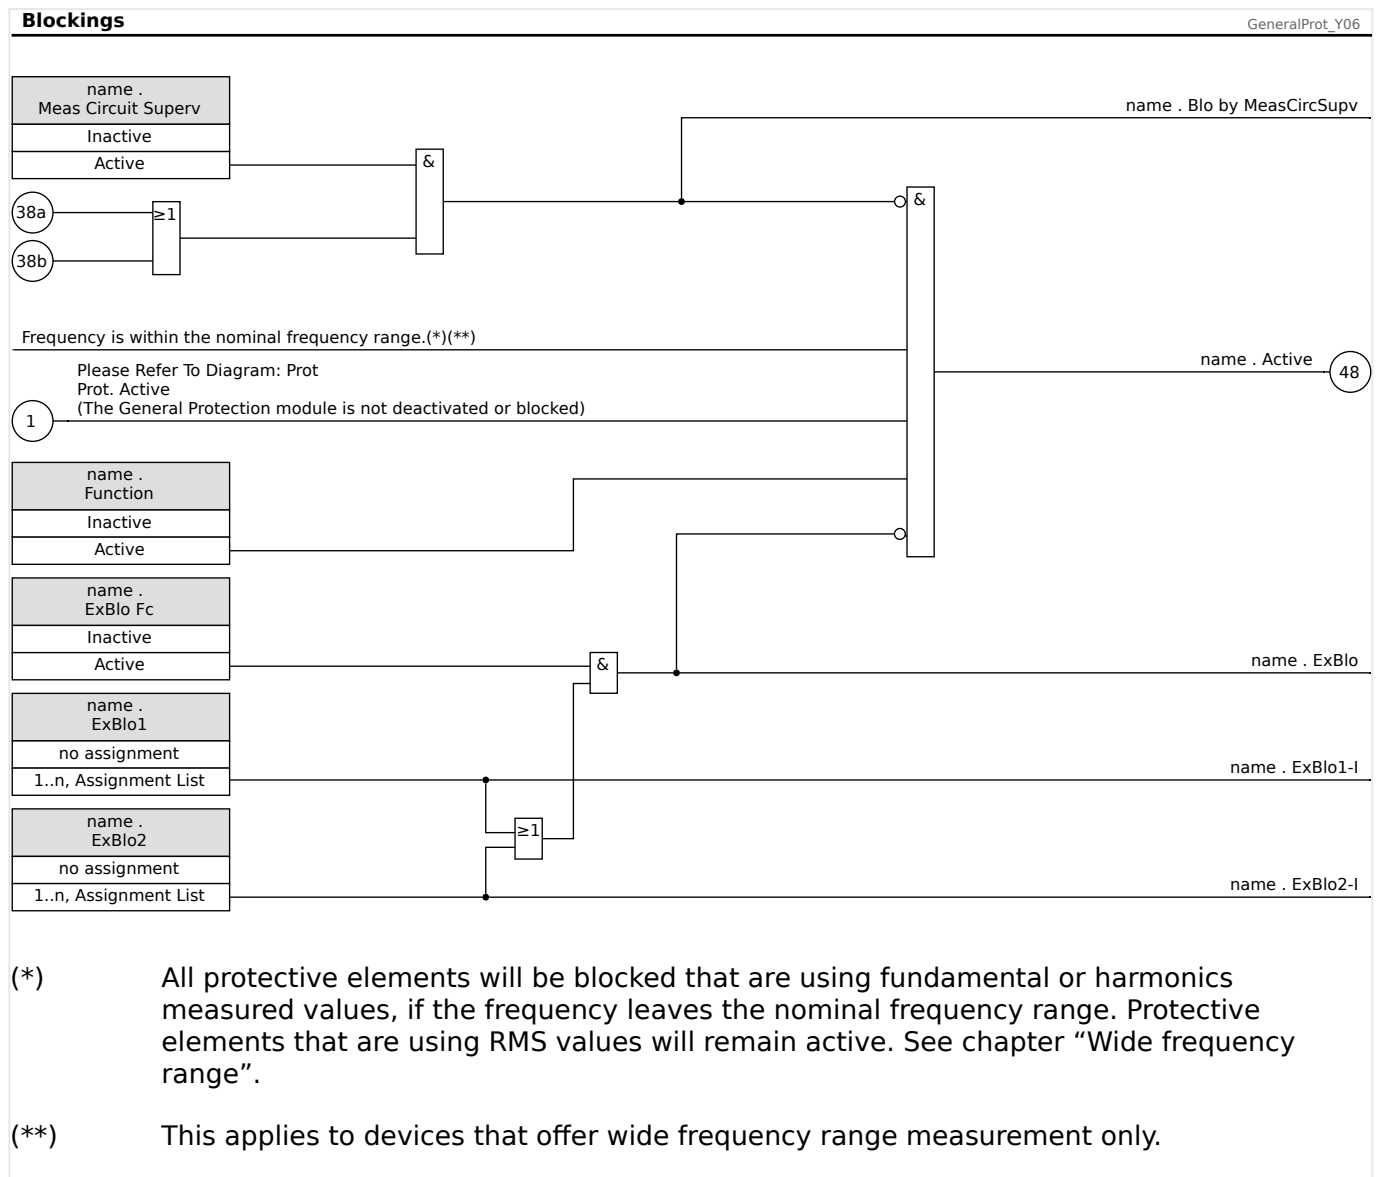 Blockings
GeneralProt_Y06
name .
Meas Circuit Superv
Inactive
Active
name . Blo by MeasCircSupv
&
&
38a
≥1
38b
Frequency is within the nominal frequency range.(*)(**)
Please Refer To Diagram: Prot
Prot. Active
(The General Protection module is not deactivated or blocked)
1
name . Active
48
name .
Function
Inactive
Active
name .
ExBlo Fc
Inactive
Active
&
name . ExBlo
name .
ExBlo1
no assignment
1..n, Assignment List
name . ExBlo1-I
≥1
name .
ExBlo2
no assignment
1..n, Assignment List
name . ExBlo2-I
(*) All protective elements will be blocked that are using fundamental or harmonics
measured values, if the frequency leaves the nominal frequency range. Protective
elements that are using RMS values will remain active. See chapter “Wide frequency
range”.
(**) This applies to devices that offer wide frequency range measurement only.